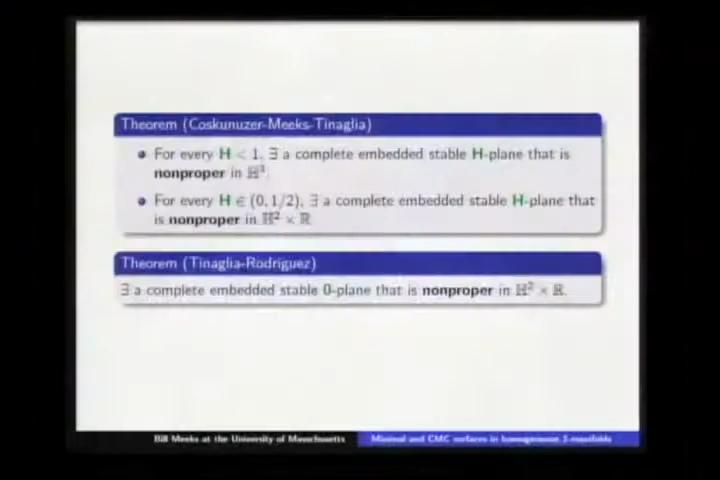 Theorem (Coskunuzer-Meeks-Tinaglia)
For every H < 1, ∃ a complete embedded stable H-plane that is
nonproper in ℍ³.
For every H ∈ (0, 1/2), ∃ a complete embedded stable H-plane that
is nonproper in ℍ² × ℝ
Theorem (Tinaglia-Rodriguez)
∃ a complete embedded stable 0-plane that is nonproper in ℍ² × ℝ.
Bill Meeks at the University of Massachusetts
Minimal and CMC surfaces in homogeneous 3-manifolds